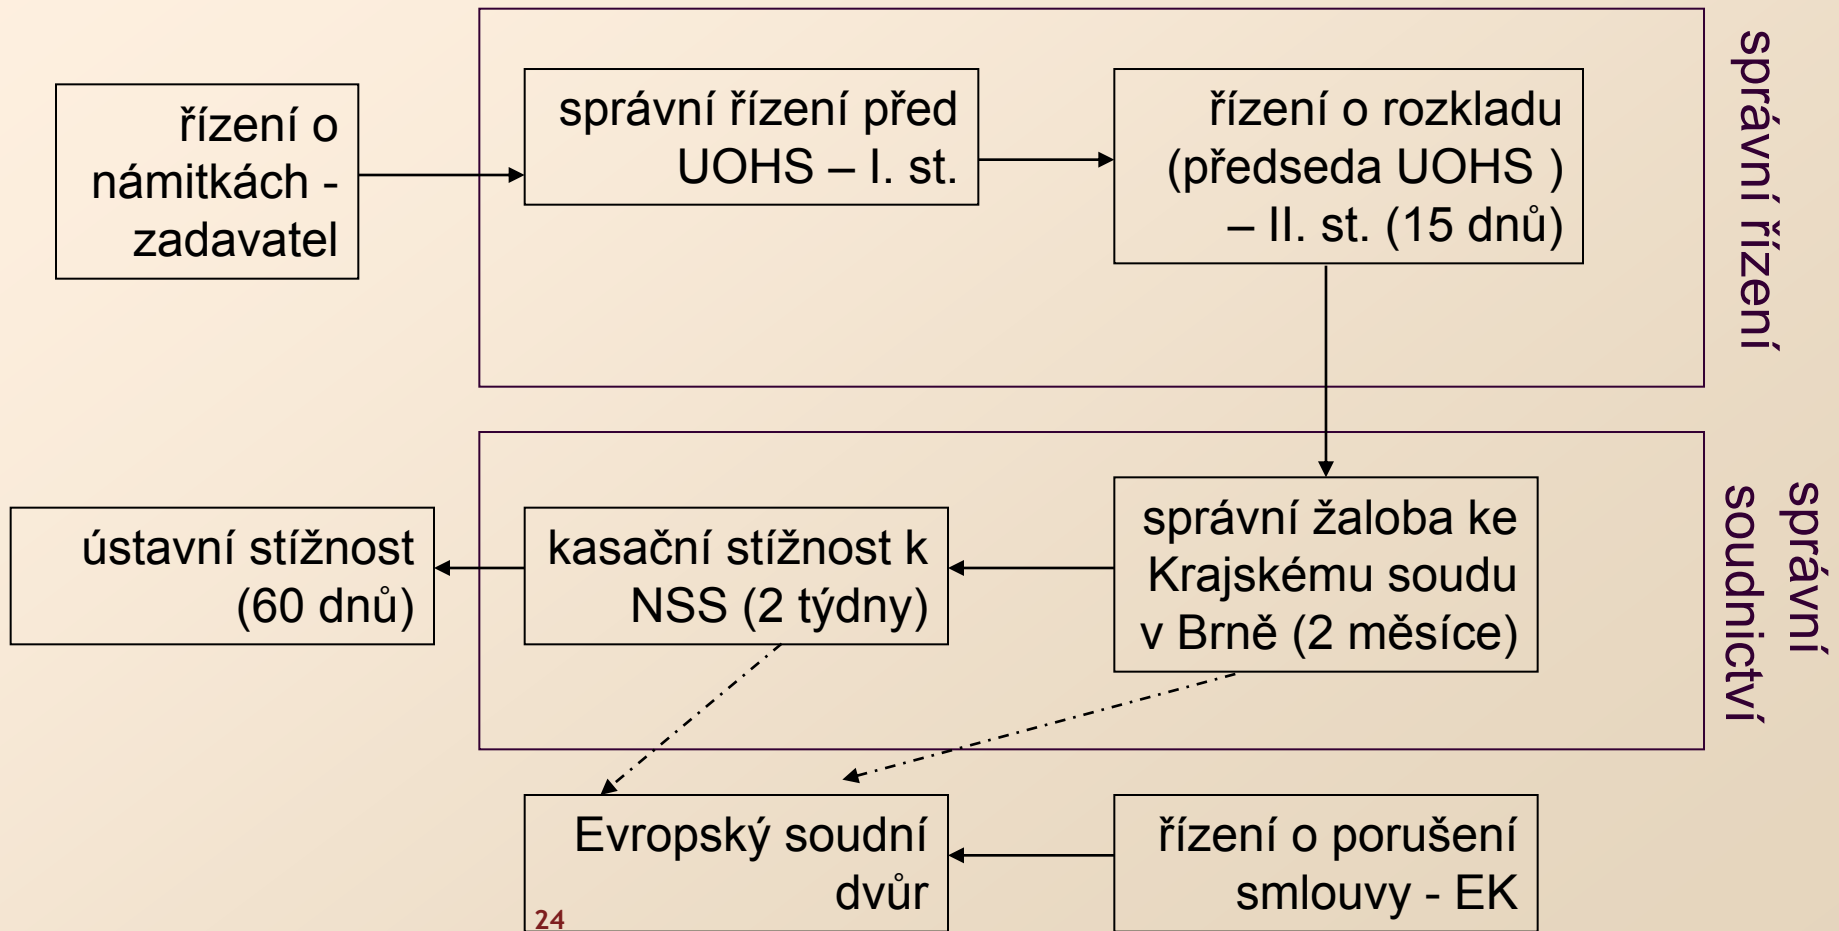 řízení o
námitkách -
zadavatel
správní řízení před
UOHS – I. st.
řízení o rozkladu
(předseda UOHS )
– II. st. (15 dnů)
správní řízení
ústavní stížnost
(60 dnů)
kasační stížnost k
NSS (2 týdny)
správní žaloba ke
Krajskému soudu
v Brně (2 měsíce)
správní
soudnictví
Evropský soudní
dvůr
řízení o porušení
smlouvy - EK
24